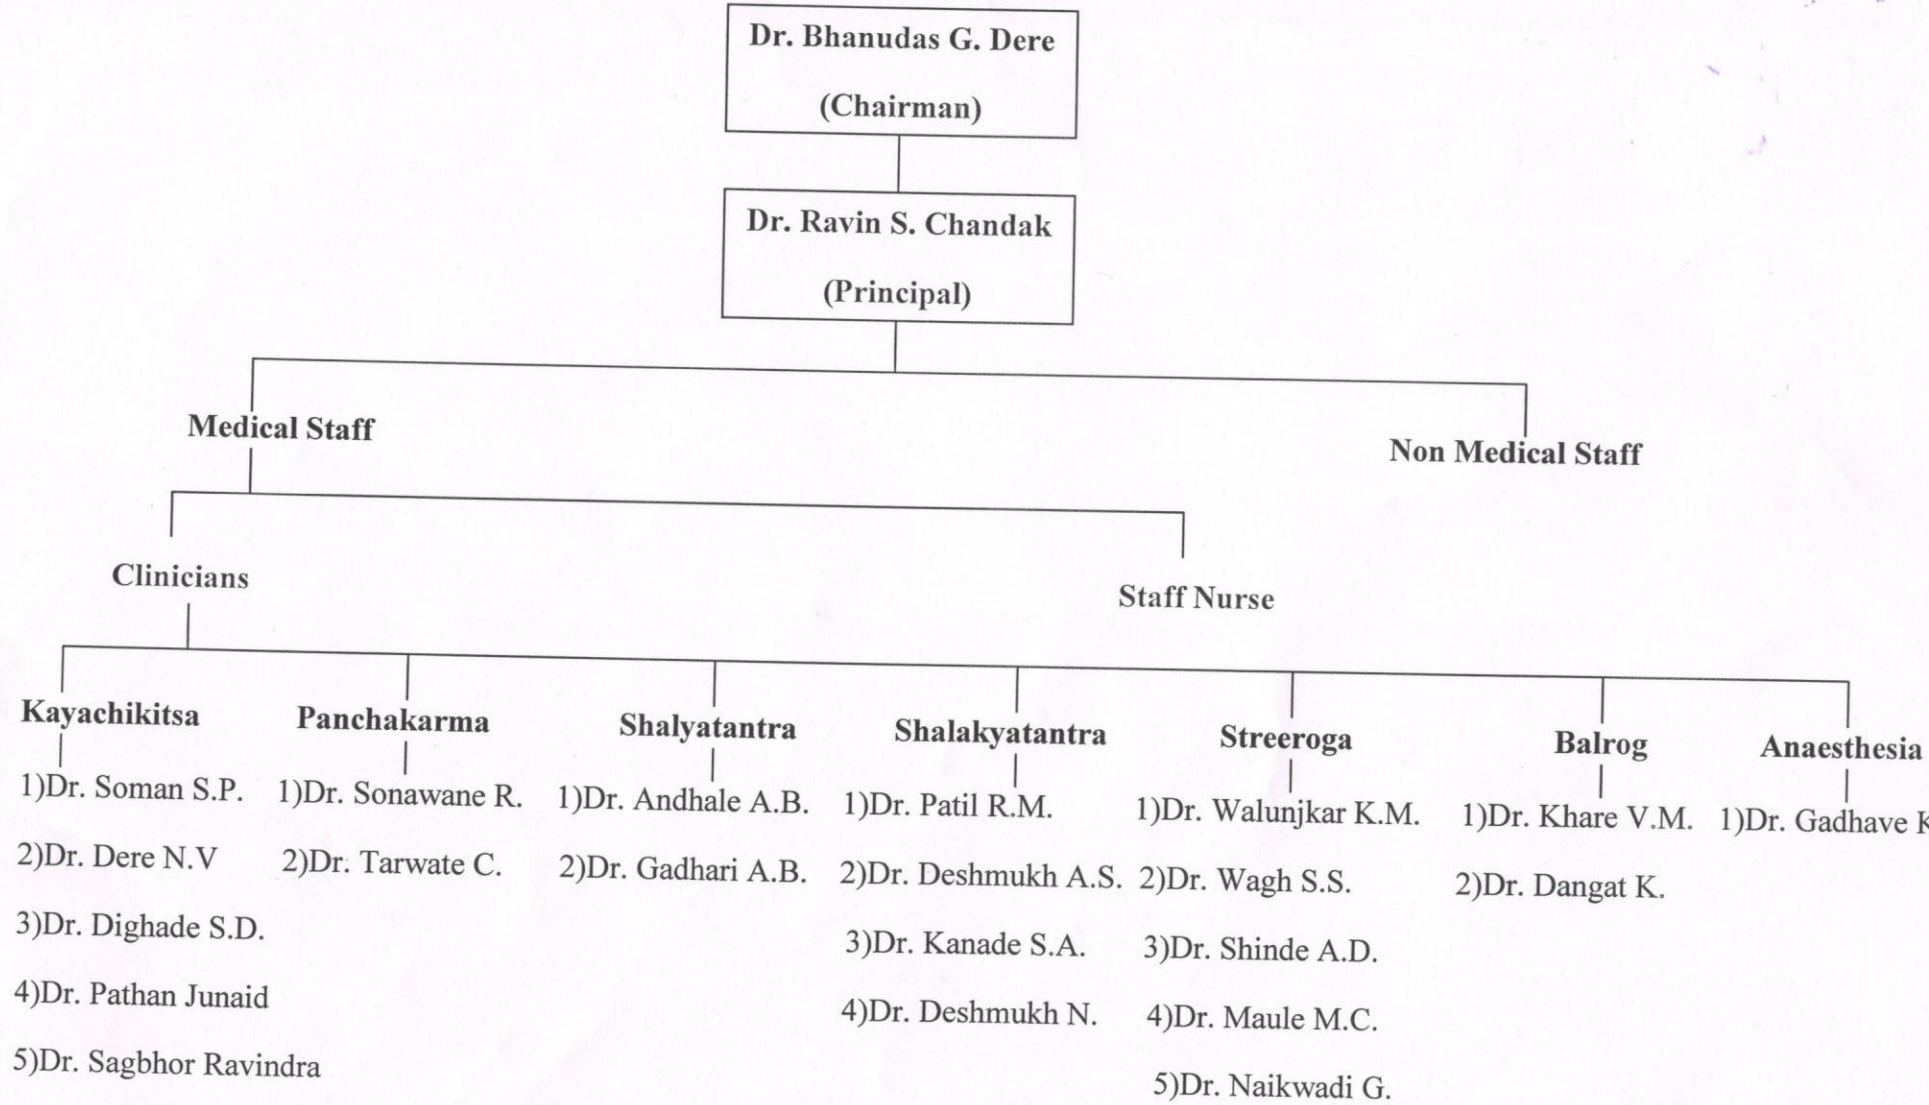 Dr. Bhanudas G. Dere
(Chairman)
Dr. Ravin S. Chandak
(Principal)
Medical Staff
Non Medical Staff
Clinicians
Staff Nurse
Kayachikitsa
1)Dr. Soman S.P.
2)Dr. Dere N.V
3)Dr. Dighade S.D.
4)Dr. Pathan Junaid
5)Dr. Sagbhor Ravindra
Panchakarma
1)Dr. Sonawane R.
2)Dr. Tarwate C.
Shalyatantra
1)Dr. Andhale A.B.
2)Dr. Gadhari A.B.
Shalakyatantra
1)Dr. Patil R.M.
2)Dr. Deshmukh A.S.
3)Dr. Kanade S.A.
4)Dr. Deshmukh N.
Streeroga
1)Dr. Walunjkar K.M.
2)Dr. Wagh S.S.
3)Dr. Shinde A.D.
4)Dr. Maule M.C.
5)Dr. Naikwadi G.
Balrog
1)Dr. Khare V.M.
2)Dr. Dangat K.
Anaesthesia
1)Dr. Gadhave